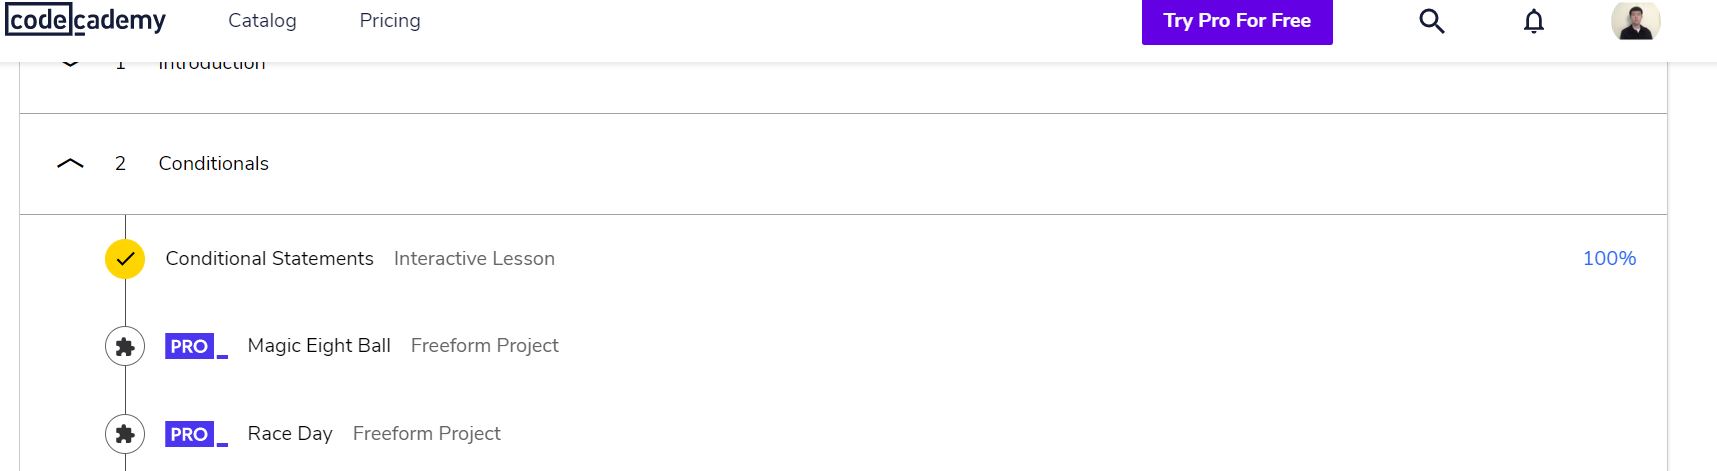 codecademy Catalog Pricing Try Pro For Free
1 Introduction
2 Conditionals
Conditional Statements Interactive Lesson 100%
PRO Magic Eight Ball Freeform Project
PRO Race Day Freeform Project